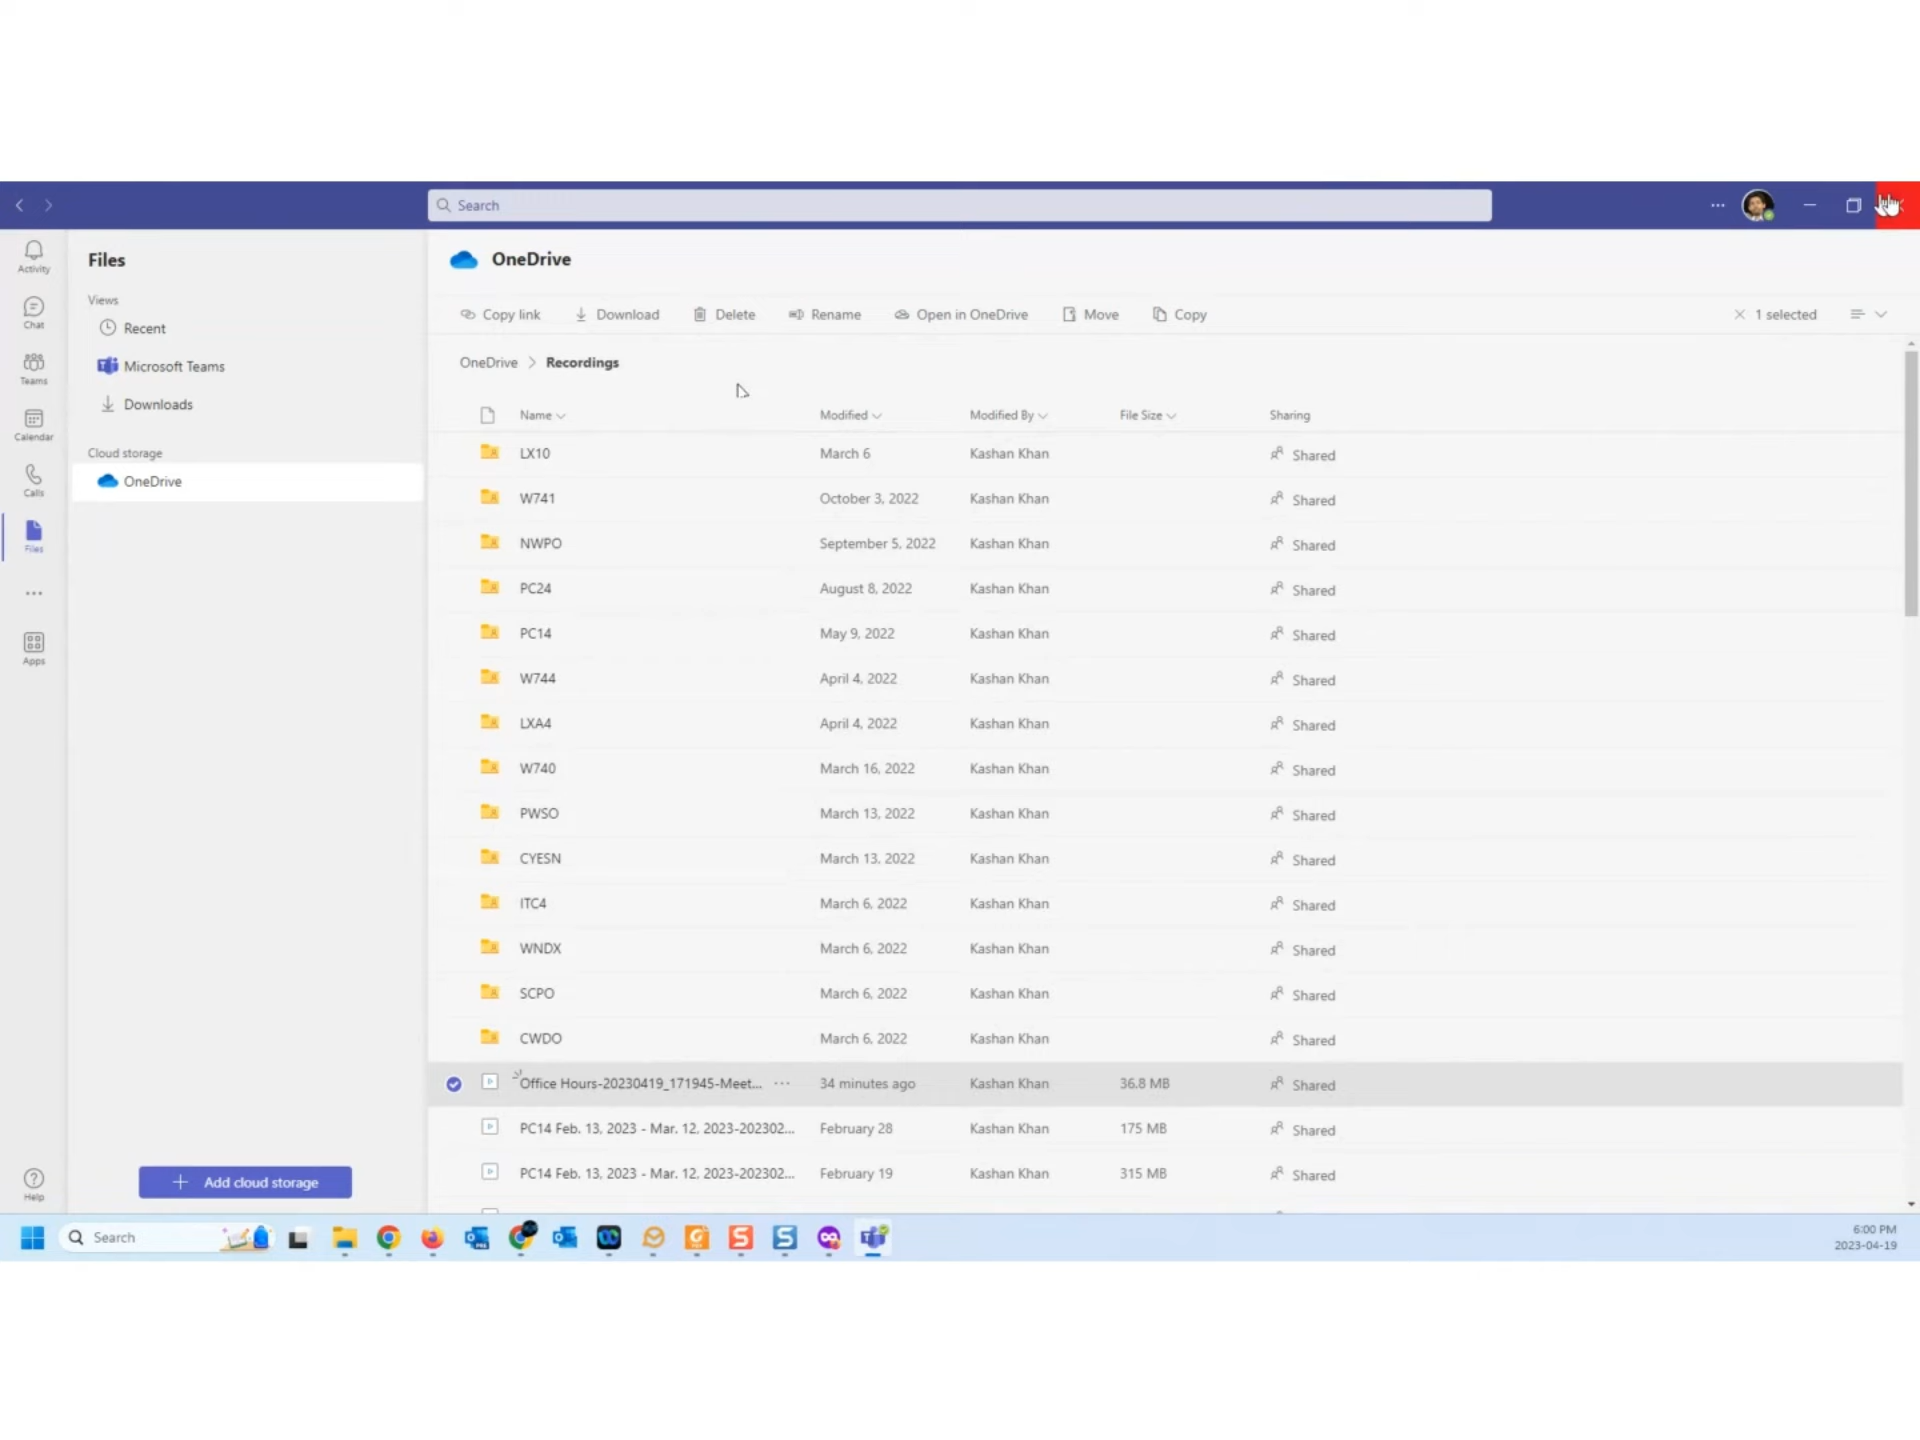 Search
Activity
Chat
Teams
Calendar
Calls
Files
Apps
Help
Files
Views
Recent
Microsoft Teams
Downloads
Cloud storage
OneDrive
Add cloud storage
OneDrive
Copy link Download Delete Rename Open in OneDrive Move Copy 1 selected
OneDrive > Recordings
Name Modified Modified By File Size Sharing
LX10 March 6 Kashan Khan Shared
W741 October 3, 2022 Kashan Khan Shared
NWPO September 5, 2022 Kashan Khan Shared
PC24 August 8, 2022 Kashan Khan Shared
PC14 May 9, 2022 Kashan Khan Shared
W744 April 4, 2022 Kashan Khan Shared
LXA4 April 4, 2022 Kashan Khan Shared
W740 March 16, 2022 Kashan Khan Shared
PWSO March 13, 2022 Kashan Khan Shared
CYESN March 13, 2022 Kashan Khan Shared
ITC4 March 6, 2022 Kashan Khan Shared
WNDX March 6, 2022 Kashan Khan Shared
SCPO March 6, 2022 Kashan Khan Shared
CWDO March 6, 2022 Kashan Khan Shared
Office Hours-20230419_171945-Meet... ··· 34 minutes ago Kashan Khan 36.8 MB Shared
PC14 Feb. 13, 2023 - Mar. 12, 2023-202302... February 28 Kashan Khan 175 MB Shared
PC14 Feb. 13, 2023 - Mar. 12, 2023-202302... February 19 Kashan Khan 315 MB Shared
Search
6:00 PM
2023-04-19